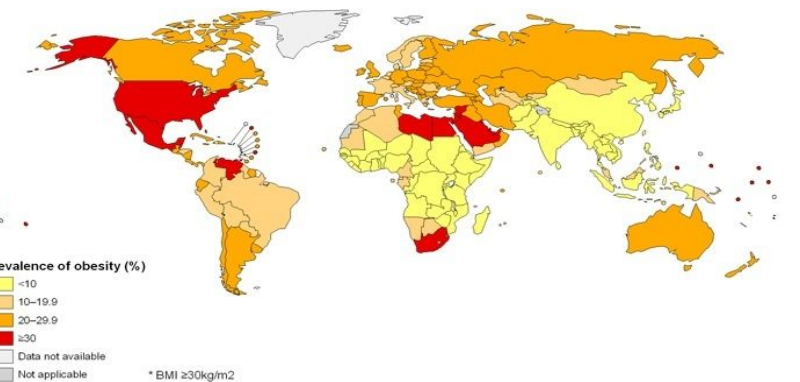 evalence of obesity (%)
<10
10–19.9
20–29.9
≥30
Data not available
Not applicable
* BMI ≥30kg/m2